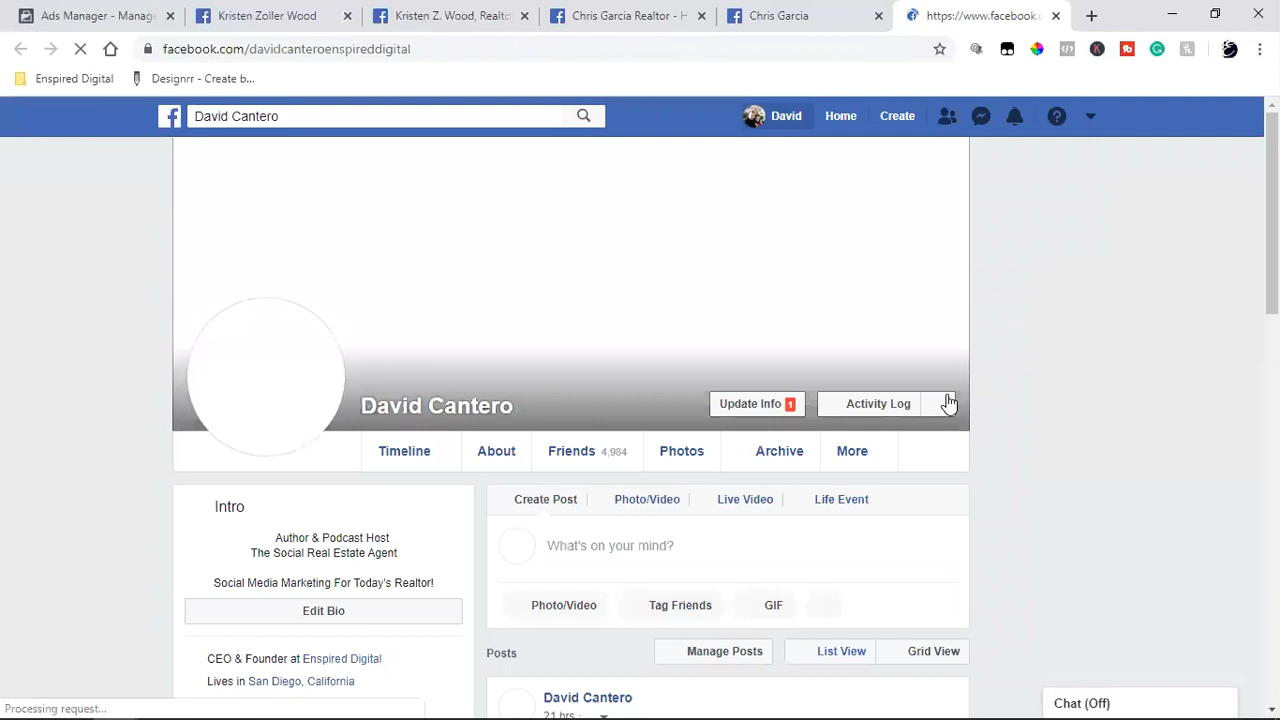 Ads Manager - Manage
Kristen Zoller Wood
Kristen Z. Wood, Realto
Chris Garcia Realtor - H
Chris Garcia
https://www.facebook.c
facebook.com/davidcanteroenspireddigital
Enspired Digital
Designrr - Create b...
David Cantero
David
Home
Create
David Cantero
Update Info 1
Activity Log
Timeline
About
Friends 4,984
Photos
Archive
More
Intro
Author & Podcast Host
The Social Real Estate Agent
Social Media Marketing For Today's Realtor!
Edit Bio
CEO & Founder at Enspired Digital
Lives in San Diego, California
Create Post
Photo/Video
Live Video
Life Event
What's on your mind?
Photo/Video
Tag Friends
GIF
Posts
Manage Posts
List View
Grid View
David Cantero
21 hrs ·
Processing request...
Chat (Off)